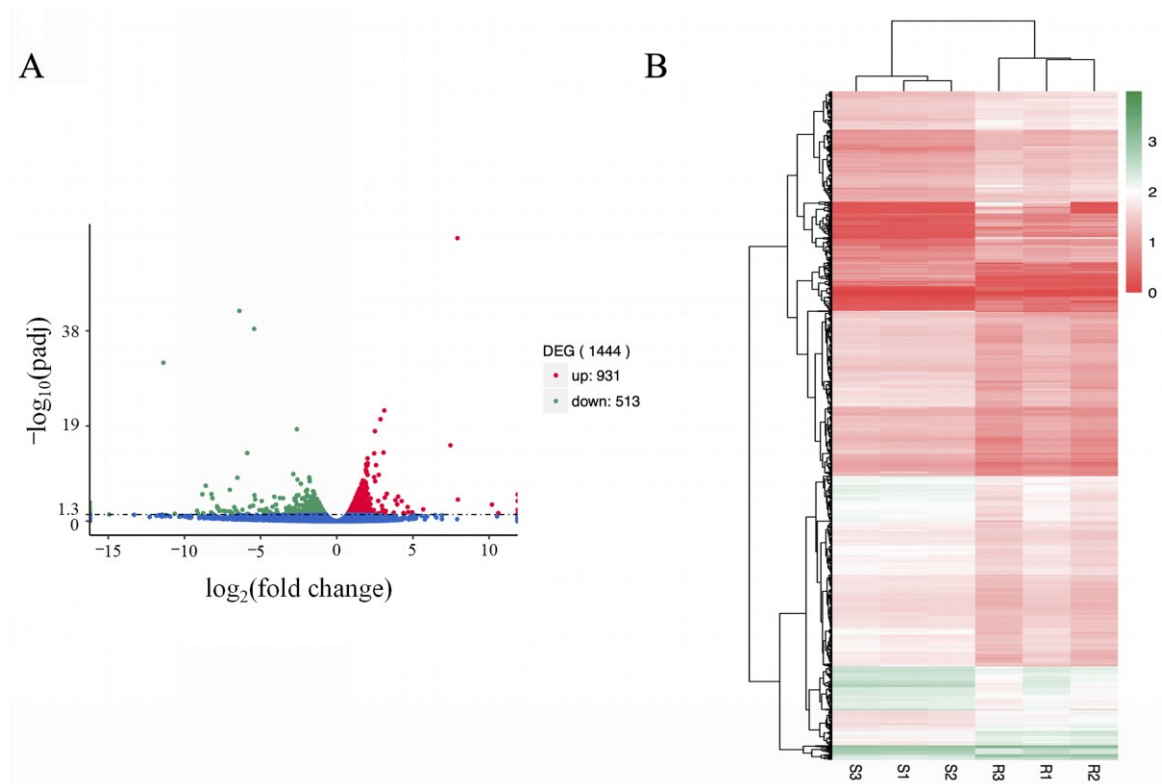 A
B
3
2
1
0
−log₁₀(padj)
38
19
1.3
0
DEG ( 1444 )
up: 931
down: 513
−15
−10
−5
0
5
10
log₂(fold change)
S3
S1
S2
R3
R1
R2